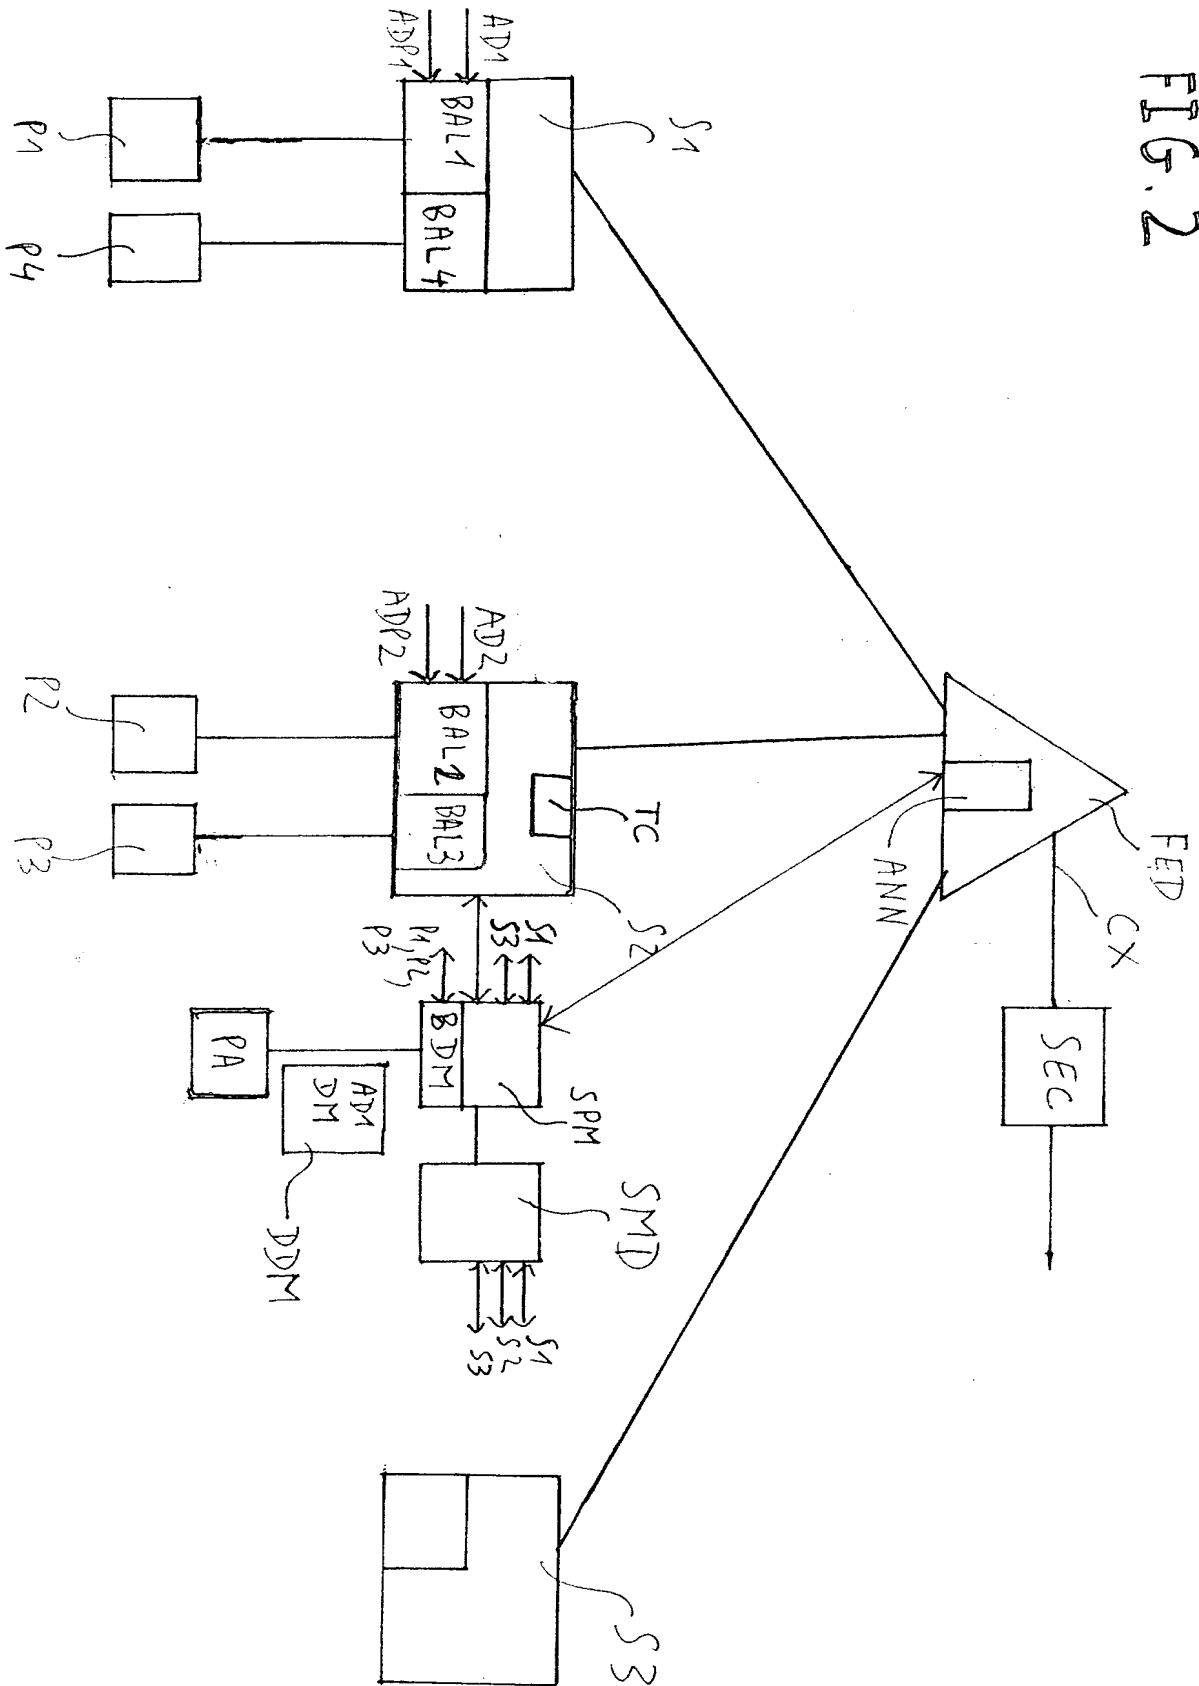 FIG.2
FED
CX
SEC
ANN
S1
AD1
ADP1
BAL1
BAL4
P1
P4
TC
S2
AD2
ADP2
BAL2
BAL3
P2
P3
S1
S3
P1, P2,
P3
BDM
SPM
PA
AD1
DM
DDM
SMD
S1
S2
S3
S3